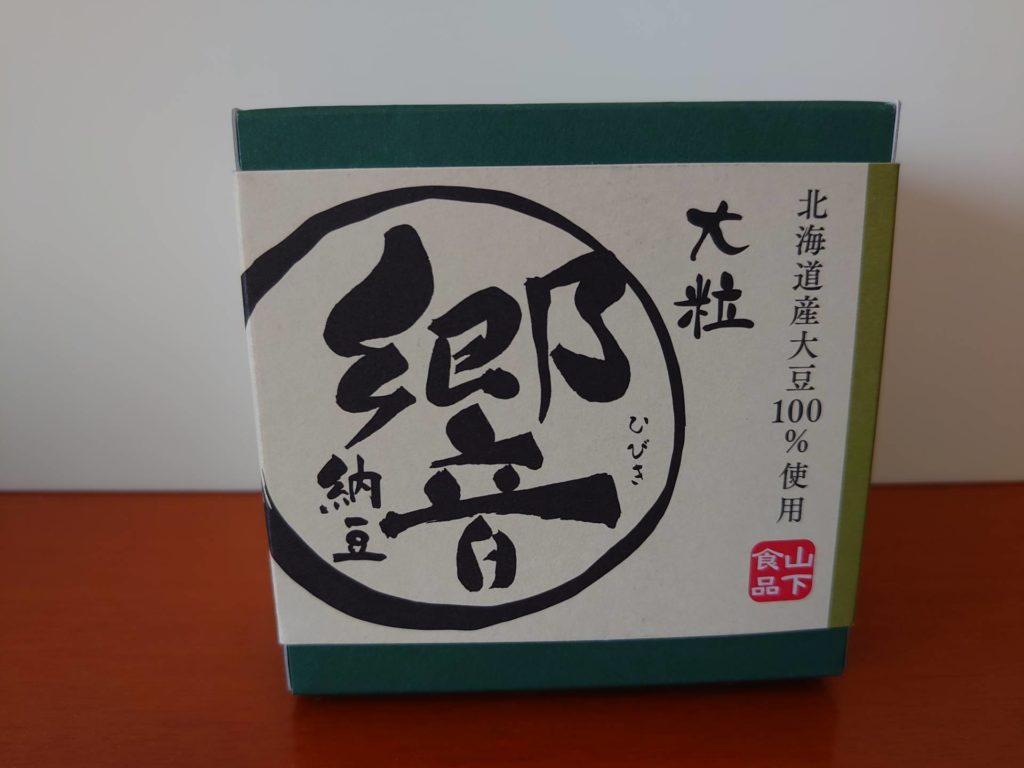 北海道産大豆100%使用
大粒
響
ひびき
納豆
山下
食品